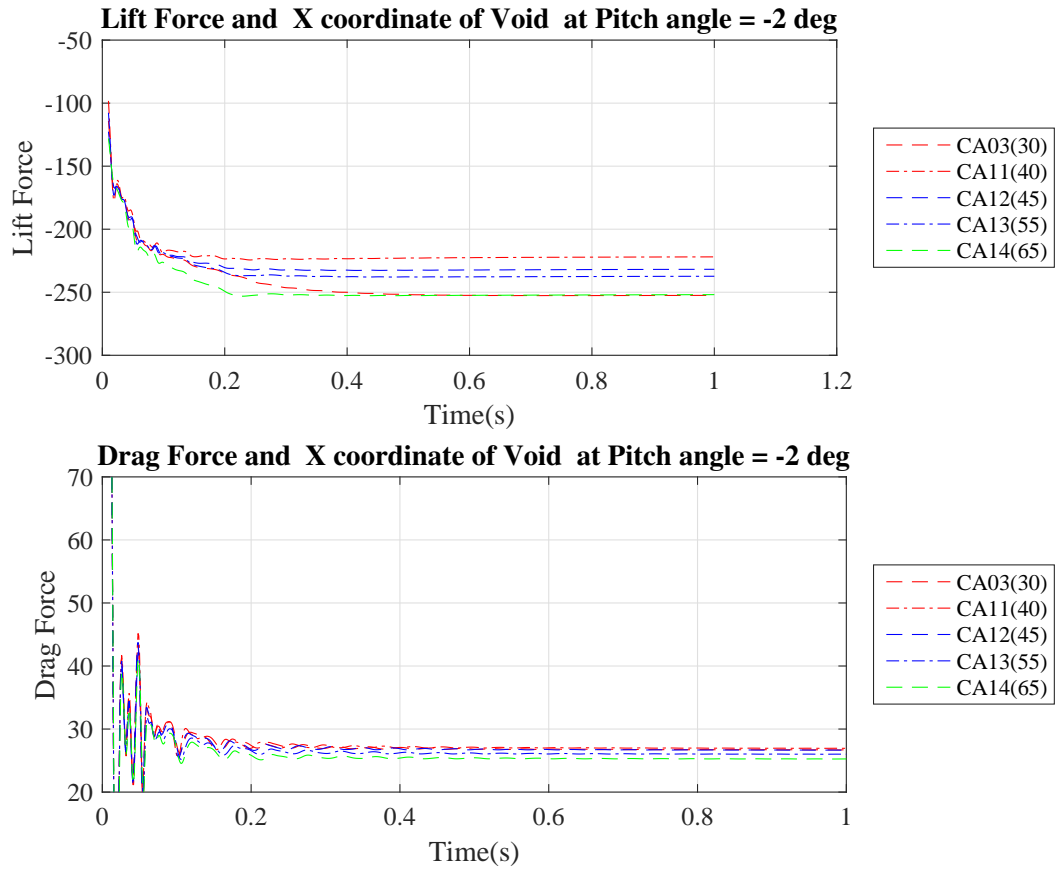 Lift Force and X coordinate of Void at Pitch angle = -2 deg
-50
-100
-150
-200
-250
-300
Lift Force
0
0.2
0.4
0.6
0.8
1
1.2
Time(s)
CA03(30)
CA11(40)
CA12(45)
CA13(55)
CA14(65)
Drag Force and X coordinate of Void at Pitch angle = -2 deg
70
60
50
40
30
20
Drag Force
0
0.2
0.4
0.6
0.8
1
Time(s)
CA03(30)
CA11(40)
CA12(45)
CA13(55)
CA14(65)